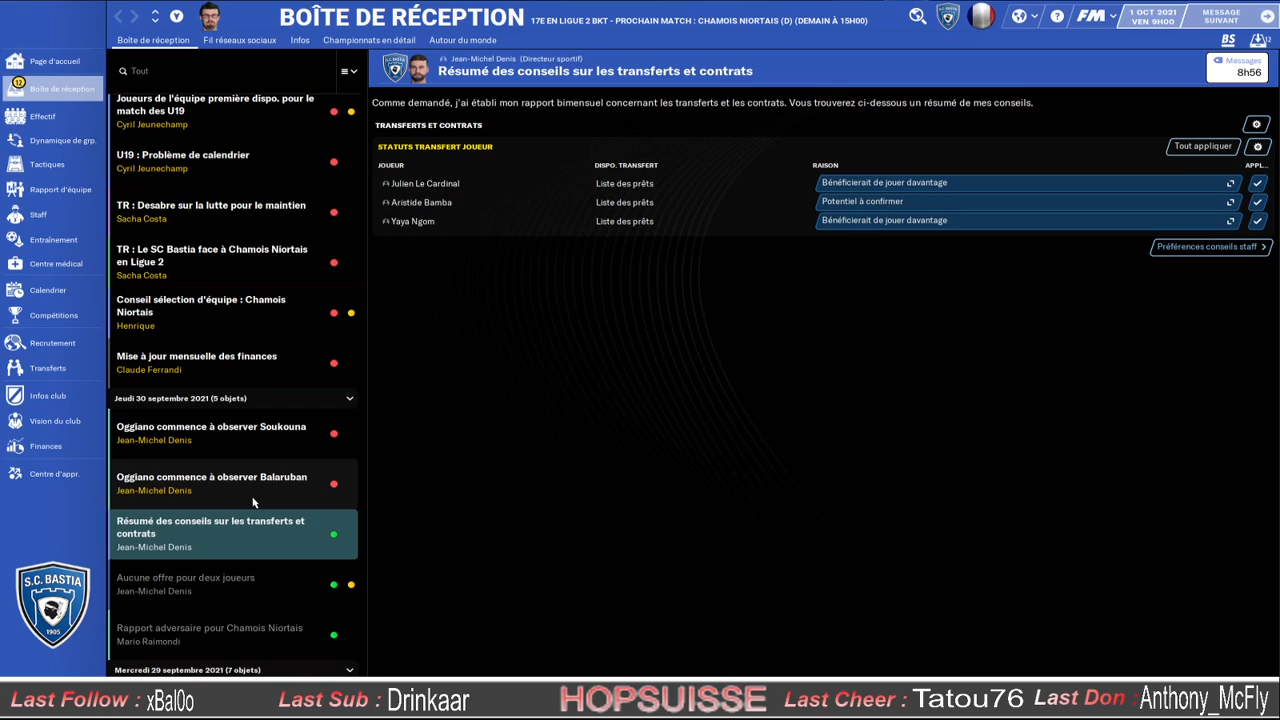 BOÎTE DE RÉCEPTION
17E EN LIGUE 2 BKT - PROCHAIN MATCH : CHAMOIS NIORTAIS (D) (DEMAIN À 15H00)
FM
1 OCT 2021
VEN 9H00
MESSAGE
SUIVANT
Boîte de réception
Fil réseaux sociaux
Infos
Championnats en détail
Autour du monde
BS
12
Page d'accueil
12
Boîte de réception
Effectif
Dynamique de grp.
Tactiques
Rapport d'équipe
Staff
Entraînement
Centre médical
Calendrier
Compétitions
Recrutement
Transferts
Infos club
Vision du club
Finances
Centre d'appr.
S.C. BASTIA
1905
Tout
Joueurs de l'équipe première dispo. pour le
match des U19
Cyril Jeunechamp
U19 : Problème de calendrier
Cyril Jeunechamp
TR : Desabre sur la lutte pour le maintien
Sacha Costa
TR : Le SC Bastia face à Chamois Niortais
en Ligue 2
Sacha Costa
Conseil sélection d'équipe : Chamois
Niortais
Henrique
Mise à jour mensuelle des finances
Claude Ferrandi
Jeudi 30 septembre 2021 (5 objets)
Oggiano commence à observer Soukouna
Jean-Michel Denis
Oggiano commence à observer Balaruban
Jean-Michel Denis
Résumé des conseils sur les transferts et
contrats
Jean-Michel Denis
Aucune offre pour deux joueurs
Jean-Michel Denis
Rapport adversaire pour Chamois Niortais
Mario Raimondi
Mercredi 29 septembre 2021 (7 objets)
Jean-Michel Denis (Directeur sportif)
Résumé des conseils sur les transferts et contrats
Messages
8h56
Comme demandé, j'ai établi mon rapport bimensuel concernant les transferts et les contrats. Vous trouverez ci-dessous un résumé de mes conseils.
TRANSFERTS ET CONTRATS
STATUTS TRANSFERT JOUEUR
Tout appliquer
JOUEUR DISPO. TRANSFERT RAISON APPL...
Julien Le Cardinal Liste des prêts Bénéficierait de jouer davantage
Aristide Bamba Liste des prêts Potentiel à confirmer
Yaya Ngom Liste des prêts Bénéficierait de jouer davantage
Préférences conseils staff
Last Follow : xBal0o Last Sub : Drinkaar HOPSUISSE Last Cheer : Tatou76 Last Don : Anthony_McFly